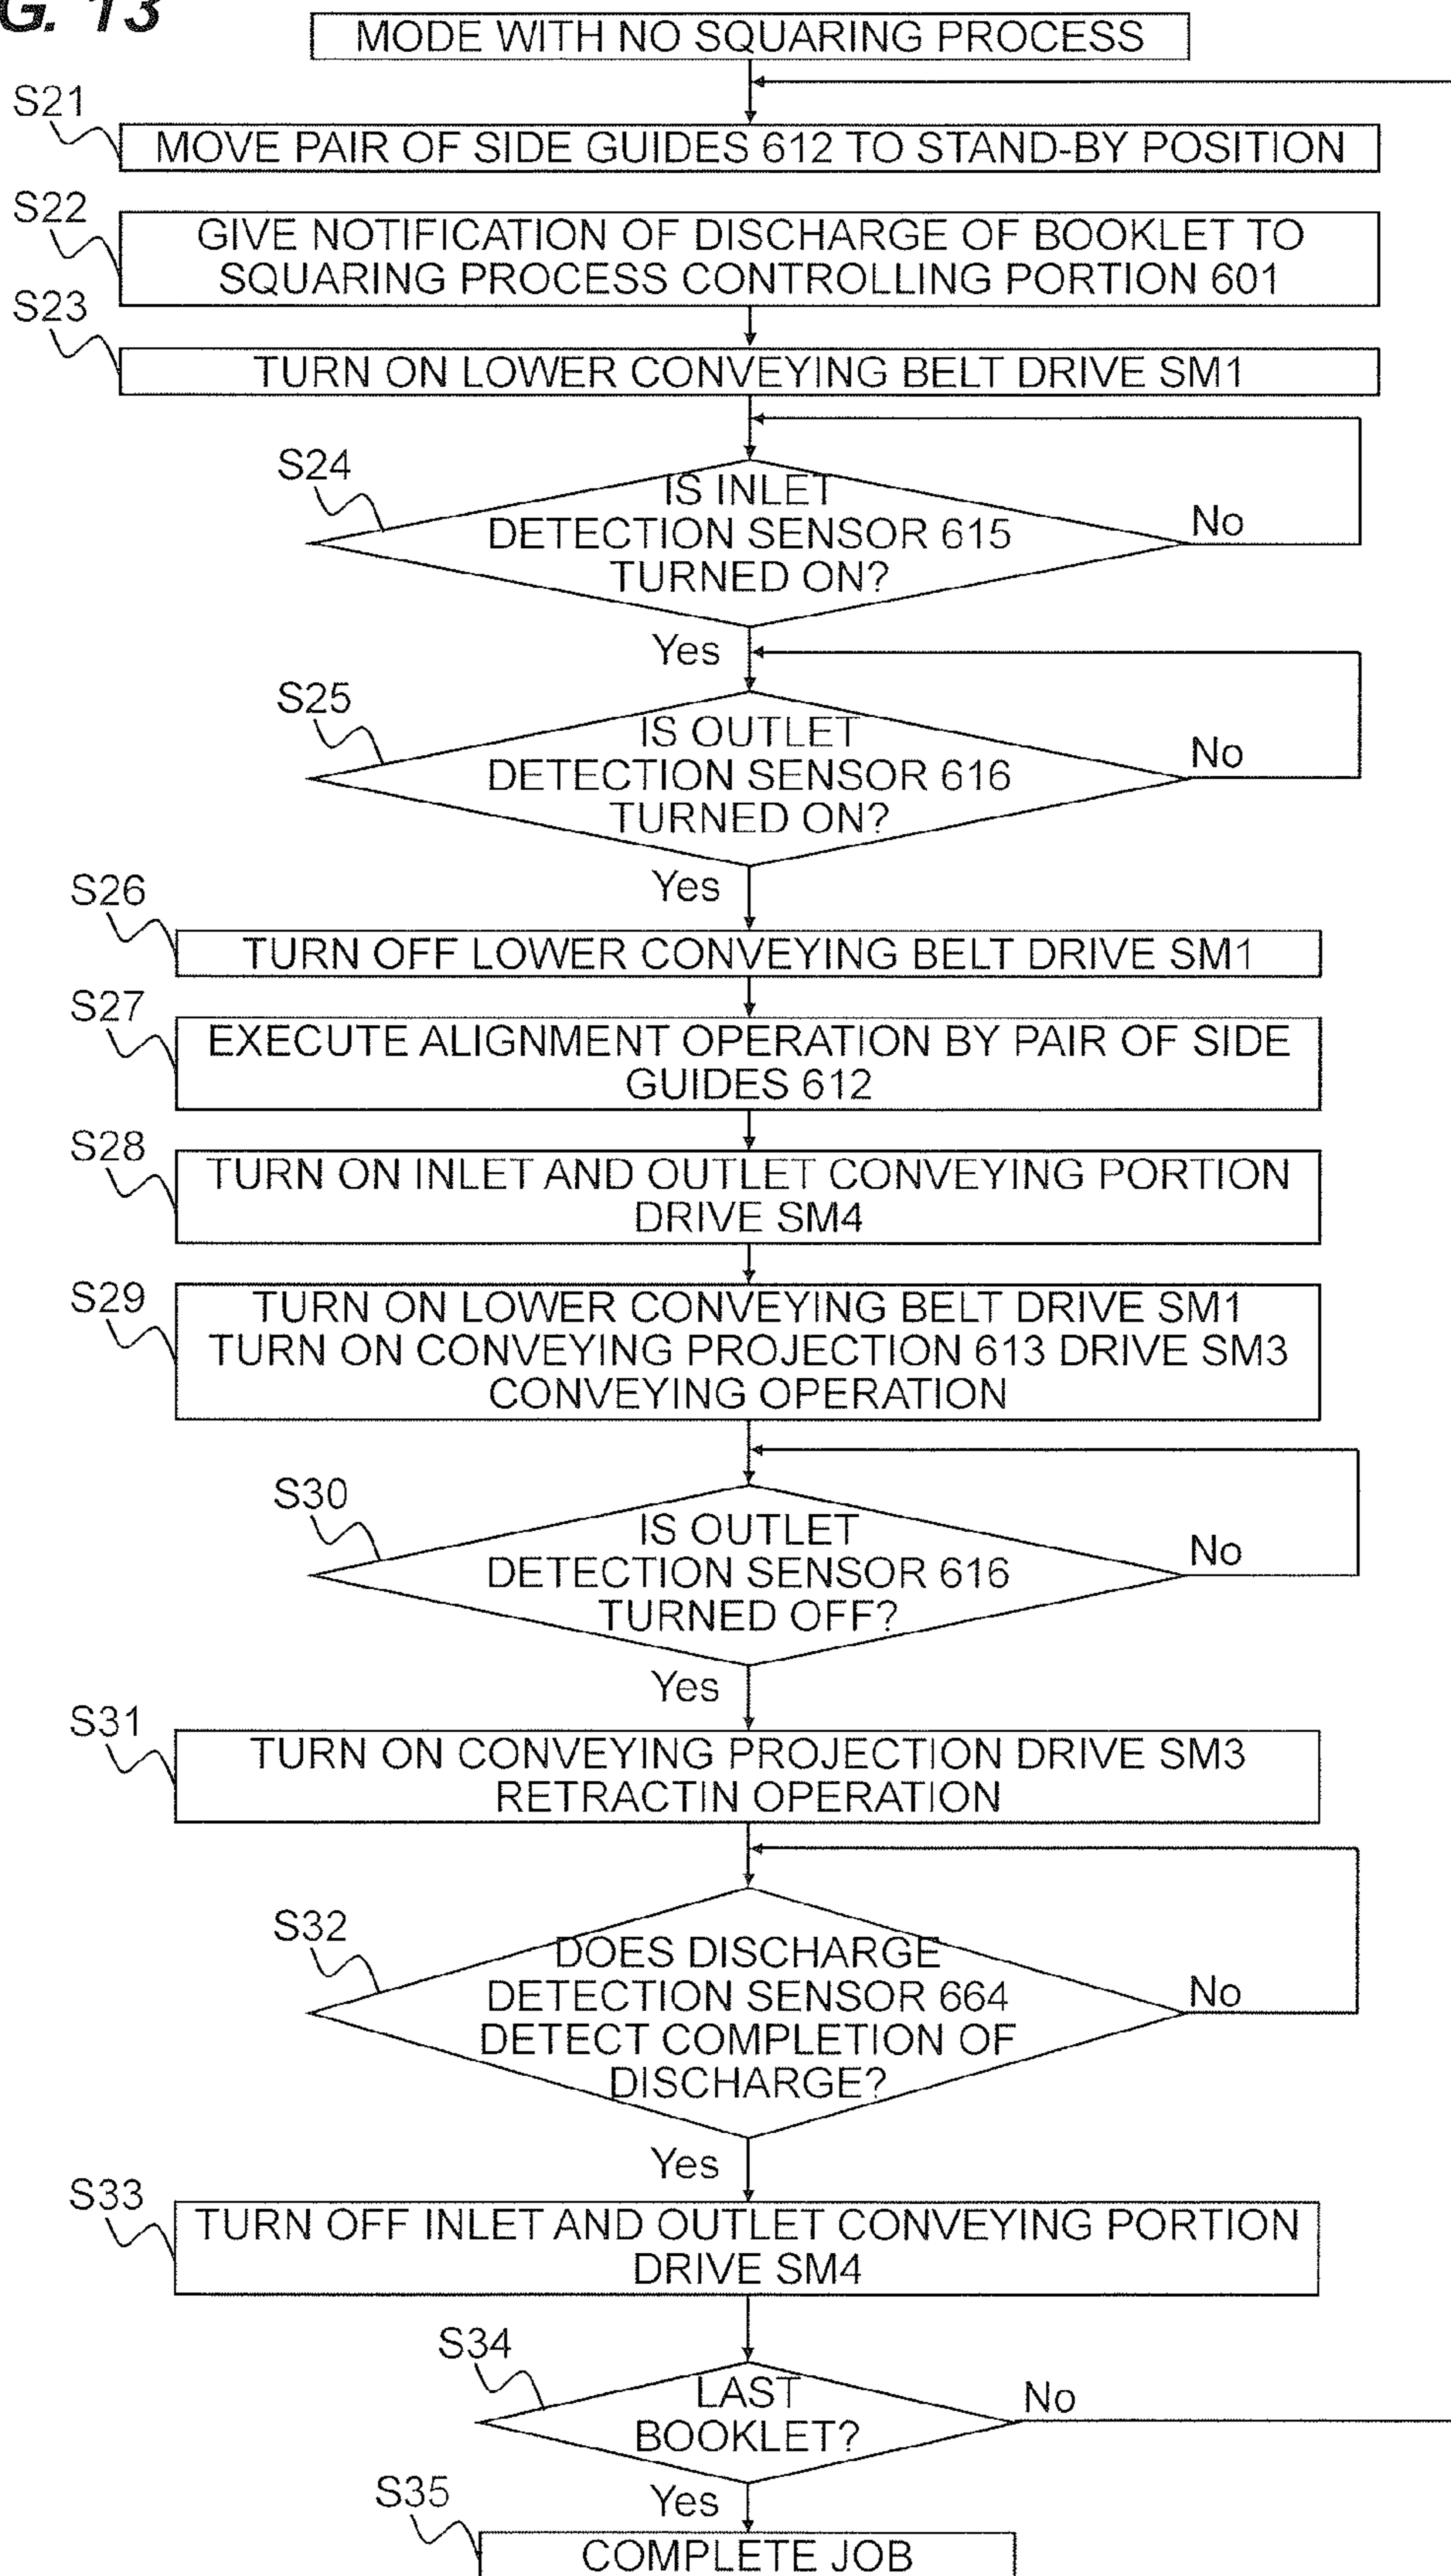 G. 13
MODE WITH NO SQUARING PROCESS
S21
MOVE PAIR OF SIDE GUIDES 612 TO STAND-BY POSITION
S22
GIVE NOTIFICATION OF DISCHARGE OF BOOKLET TO
SQUARING PROCESS CONTROLLING PORTION 601
S23
TURN ON LOWER CONVEYING BELT DRIVE SM1
S24
IS INLET
DETECTION SENSOR 615
TURNED ON?
No
Yes
S25
IS OUTLET
DETECTION SENSOR 616
TURNED ON?
No
Yes
S26
TURN OFF LOWER CONVEYING BELT DRIVE SM1
S27
EXECUTE ALIGNMENT OPERATION BY PAIR OF SIDE
GUIDES 612
S28
TURN ON INLET AND OUTLET CONVEYING PORTION
DRIVE SM4
S29
TURN ON LOWER CONVEYING BELT DRIVE SM1
TURN ON CONVEYING PROJECTION 613 DRIVE SM3
CONVEYING OPERATION
S30
IS OUTLET
DETECTION SENSOR 616
TURNED OFF?
No
Yes
S31
TURN ON CONVEYING PROJECTION DRIVE SM3
RETRACTIN OPERATION
S32
DOES DISCHARGE
DETECTION SENSOR 664
DETECT COMPLETION OF
DISCHARGE?
No
Yes
S33
TURN OFF INLET AND OUTLET CONVEYING PORTION
DRIVE SM4
S34
LAST
BOOKLET?
No
Yes
S35
COMPLETE JOB